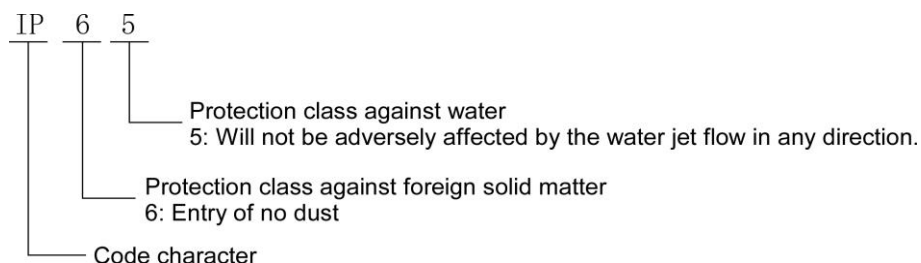 IP 6 5
Protection class against water
5: Will not be adversely affected by the water jet flow in any direction.
Protection class against foreign solid matter
6: Entry of no dust
Code character